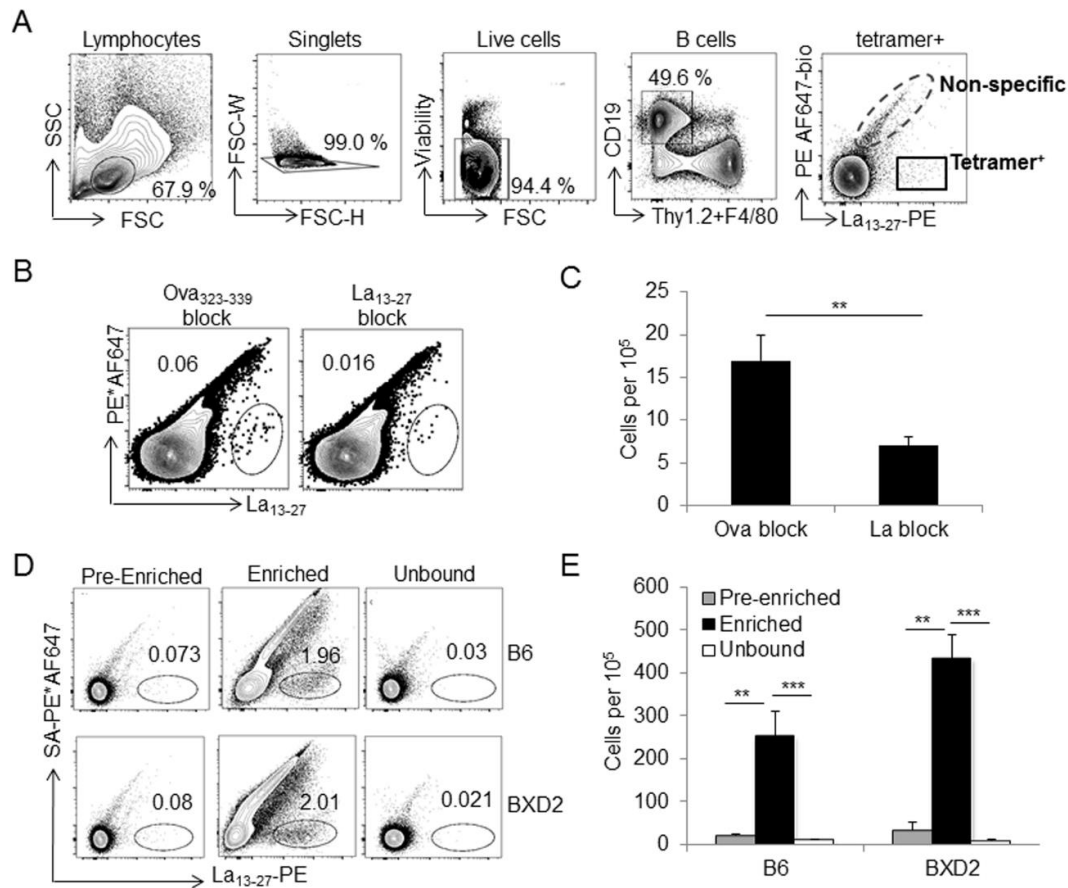 A
Lymphocytes
SSC
67.9 %
FSC
Singlets
FSC-W
99.0 %
FSC-H
Live cells
Viability
94.4 %
FSC
B cells
49.6 %
CD19
Thy1.2+F4/80
tetramer+
PE AF647-bio
Non-specific
Tetramer⁺
La₁₃₋₂₇-PE
B
Ova₃₂₃₋₃₃₉
block
La₁₃₋₂₇
block
PE*AF647
0.06
0.016
La₁₃₋₂₇
C
Cells per 10⁵
25
20
15
10
5
0
**
Ova block
La block
D
Pre-Enriched
Enriched
Unbound
SA-PE*AF647
0.073
1.96
0.03
B6
0.08
2.01
0.021
BXD2
La₁₃₋₂₇-PE
E
Cells per 10⁵
600
500
400
300
200
100
0
Pre-enriched
Enriched
Unbound
** ***
** ***
B6
BXD2